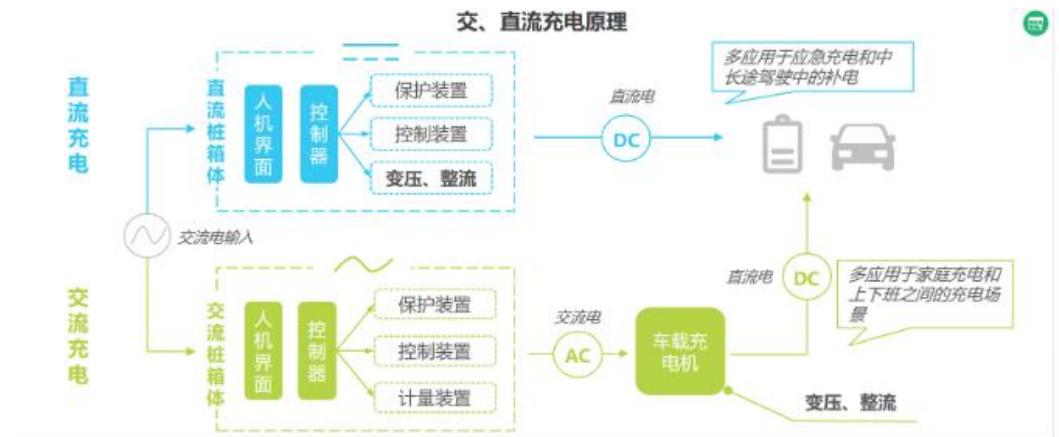 交、直流充电原理
直流充电
直流桩箱体
人机界面
控制器
保护装置
控制装置
变压、整流
直流电
DC
多应用于应急充电和中
长途驾驶中的补电
交流电输入
交流充电
交流桩箱体
人机界面
控制器
保护装置
控制装置
计量装置
交流电
AC
车载充
电机
直流电
DC
多应用于家庭充电和
上下班之间的充电场
景
变压、整流